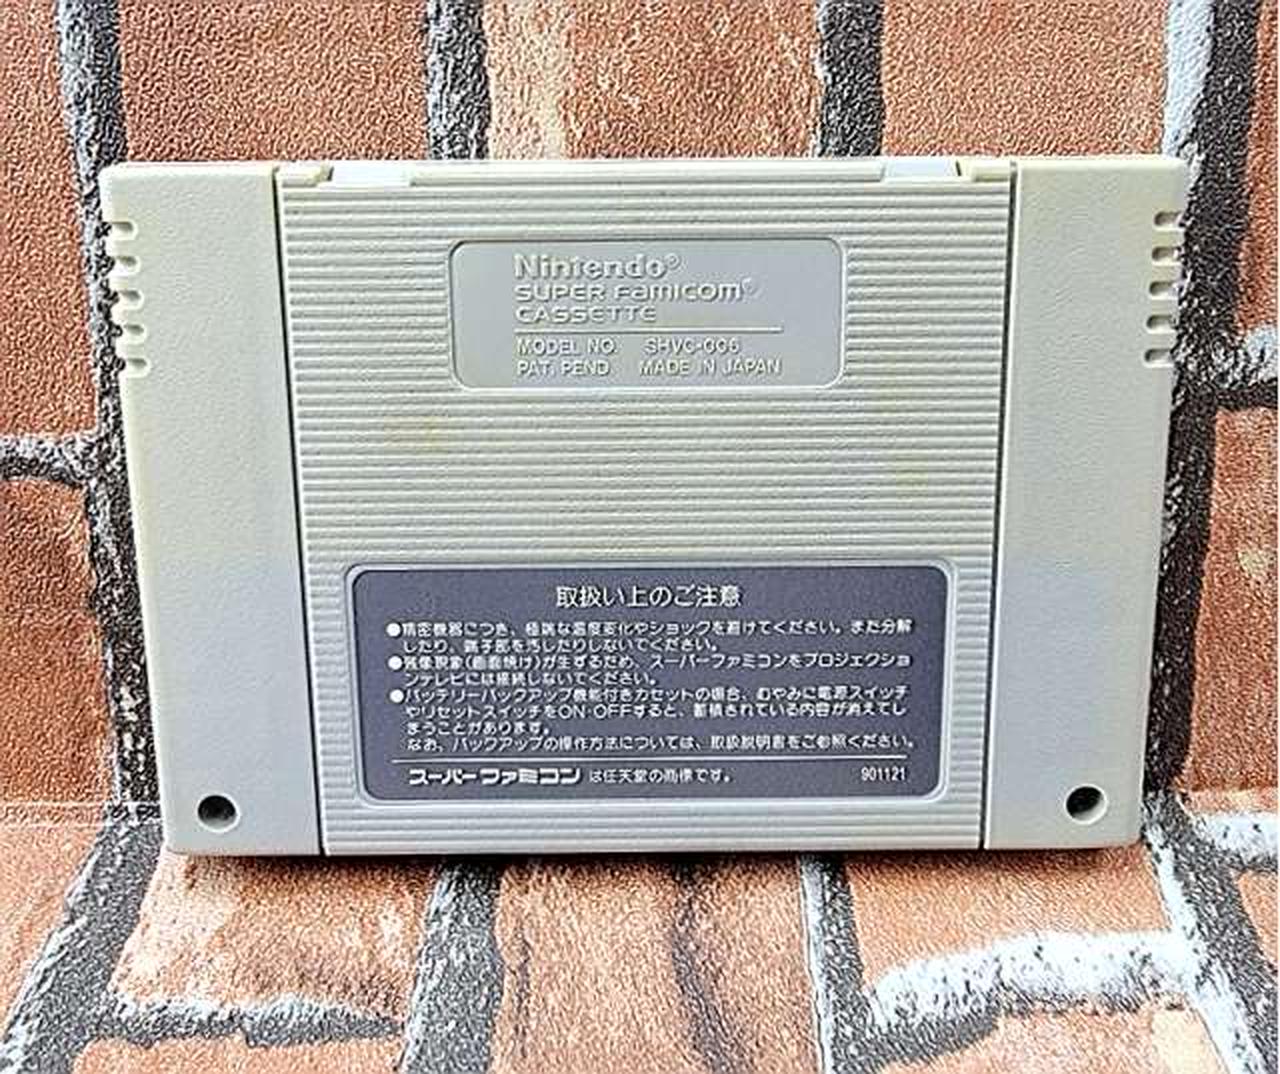 Nintendo®
SUPER FAMICOM®
CASSETTE
MODEL NO. SHVC-006
PAT. PEND. MADE IN JAPAN
取扱い上のご注意
●精密機器につき、極端な温度変化やショックを避けてください。また分解
したり、端子部を汚したりしないでください。
●残像現象(画面焼け)が生ずるため、スーパーファミコンをプロジェクショ
ンテレビには接続しないでください。
●バッテリーバックアップ機能付きカセットの場合、むやみに電源スイッチ
やリセットスイッチをON・OFFすると、蓄積されている内容が消えてし
まうことがあります。
なお、バックアップの操作方法については、取扱説明書をご参照ください。
スーパーファミコン は任天堂の商標です。 901121